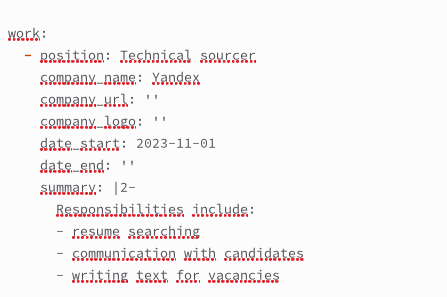 work:
  - position: Technical sourcer
    company_name: Yandex
    company_url: ''
    company_logo: ''
    date_start: 2023-11-01
    date_end: ''
    summary: |2-
      Responsibilities include:
      - resume searching
      - communication with candidates
      - writing text for vacancies